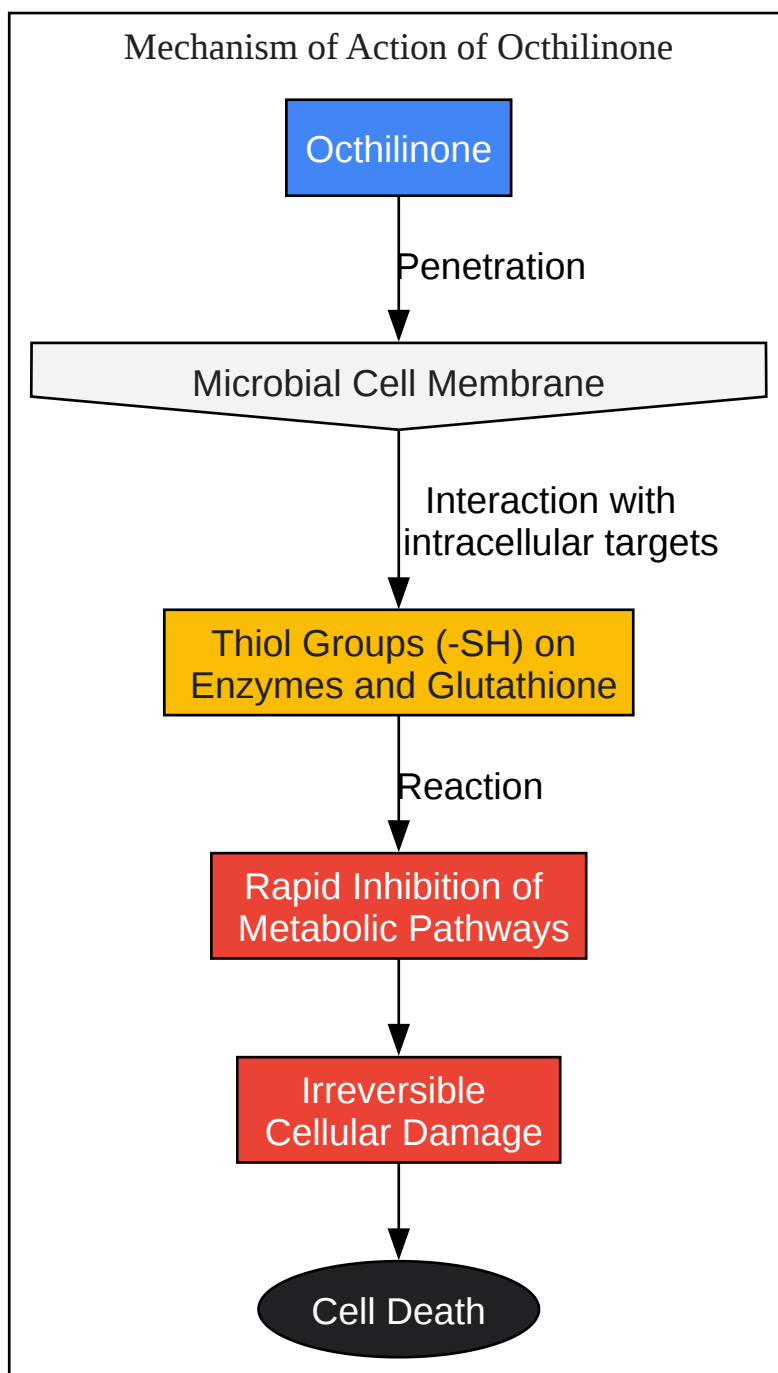 Mechanism of Action of Octhilinone
Octhilinone
Penetration
Microbial Cell Membrane
Interaction with
intracellular targets
Thiol Groups (-SH) on
Enzymes and Glutathione
Reaction
Rapid Inhibition of
Metabolic Pathways
Irreversible
Cellular Damage
Cell Death